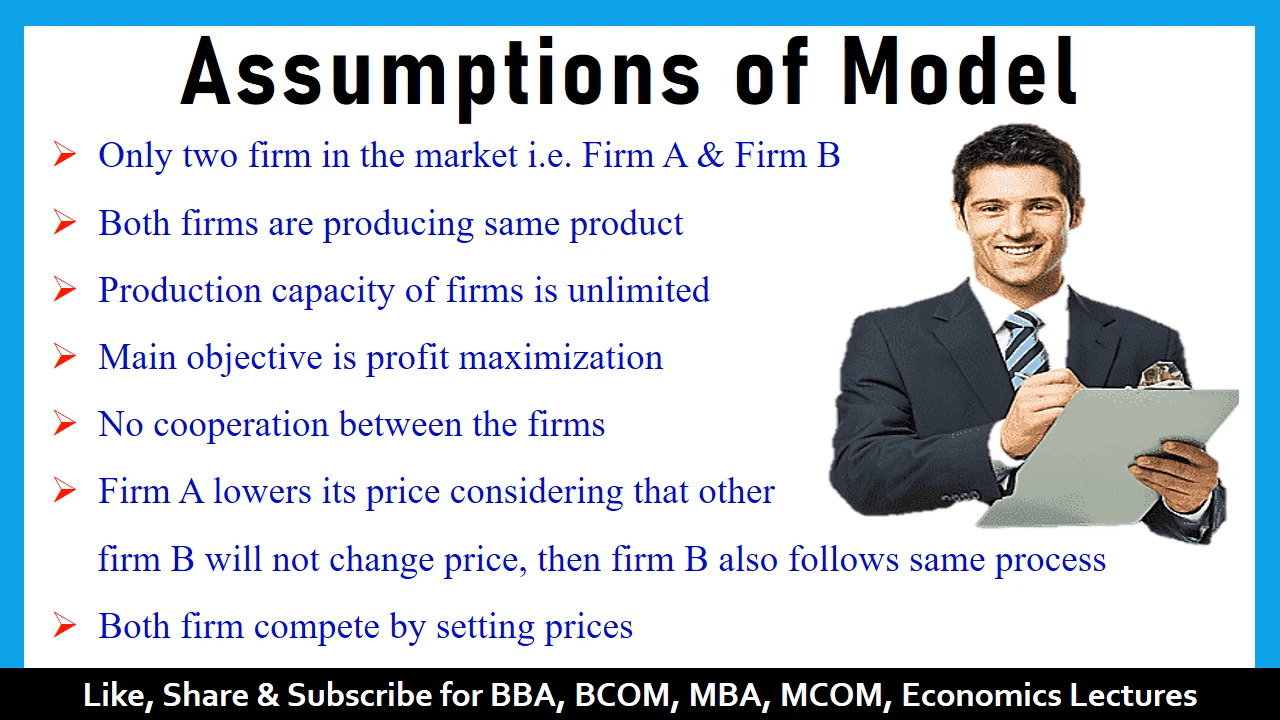 Assumptions of Model
Only two firm in the market i.e. Firm A & Firm B
Both firms are producing same product
Production capacity of firms is unlimited
Main objective is profit maximization
No cooperation between the firms
Firm A lowers its price considering that other
firm B will not change price, then firm B also follows same process
Both firm compete by setting prices
Like, Share & Subscribe for BBA, BCOM, MBA, MCOM, Economics Lectures